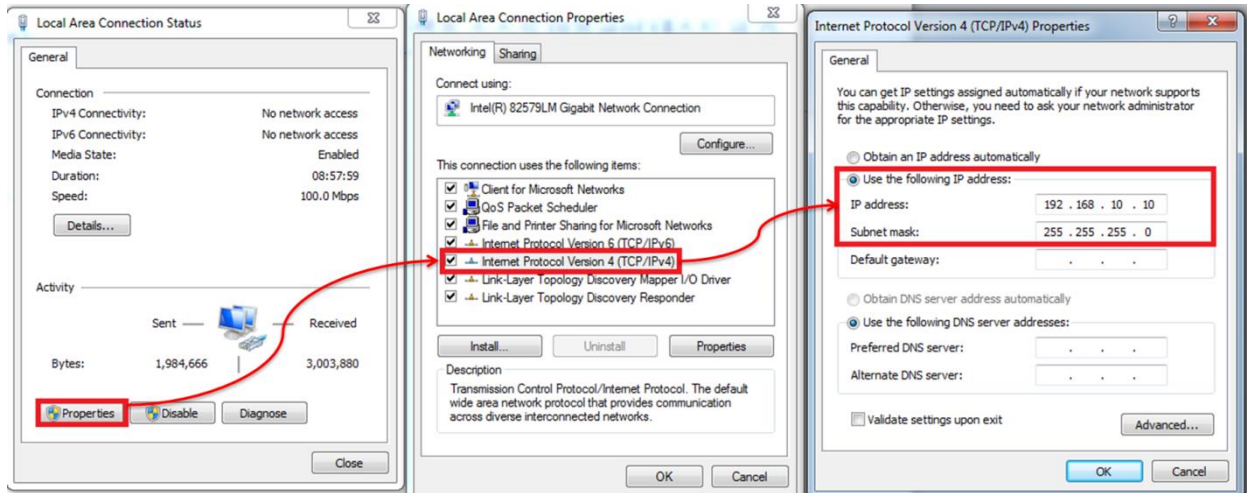 Local Area Connection Status
General
Connection
IPv4 Connectivity: No network access
IPv6 Connectivity: No network access
Media State: Enabled
Duration: 08:57:59
Speed: 100.0 Mbps
Details...
Activity
Sent Received
Bytes: 1,984,666 3,003,880
Properties Disable Diagnose
Close
Local Area Connection Properties
Networking Sharing
Connect using:
Intel(R) 82579LM Gigabit Network Connection
Configure...
This connection uses the following items:
Client for Microsoft Networks
QoS Packet Scheduler
File and Printer Sharing for Microsoft Networks
Internet Protocol Version 6 (TCP/IPv6)
Internet Protocol Version 4 (TCP/IPv4)
Link-Layer Topology Discovery Mapper I/O Driver
Link-Layer Topology Discovery Responder
Install... Uninstall Properties
Description
Transmission Control Protocol/Internet Protocol. The default
wide area network protocol that provides communication
across diverse interconnected networks.
OK Cancel
Internet Protocol Version 4 (TCP/IPv4) Properties
General
You can get IP settings assigned automatically if your network supports
this capability. Otherwise, you need to ask your network administrator
for the appropriate IP settings.
Obtain an IP address automatically
Use the following IP address:
IP address: 192 . 168 . 10 . 10
Subnet mask: 255 . 255 . 255 . 0
Default gateway: . . .
Obtain DNS server address automatically
Use the following DNS server addresses:
Preferred DNS server: . . .
Alternate DNS server: . . .
Validate settings upon exit
Advanced...
OK Cancel